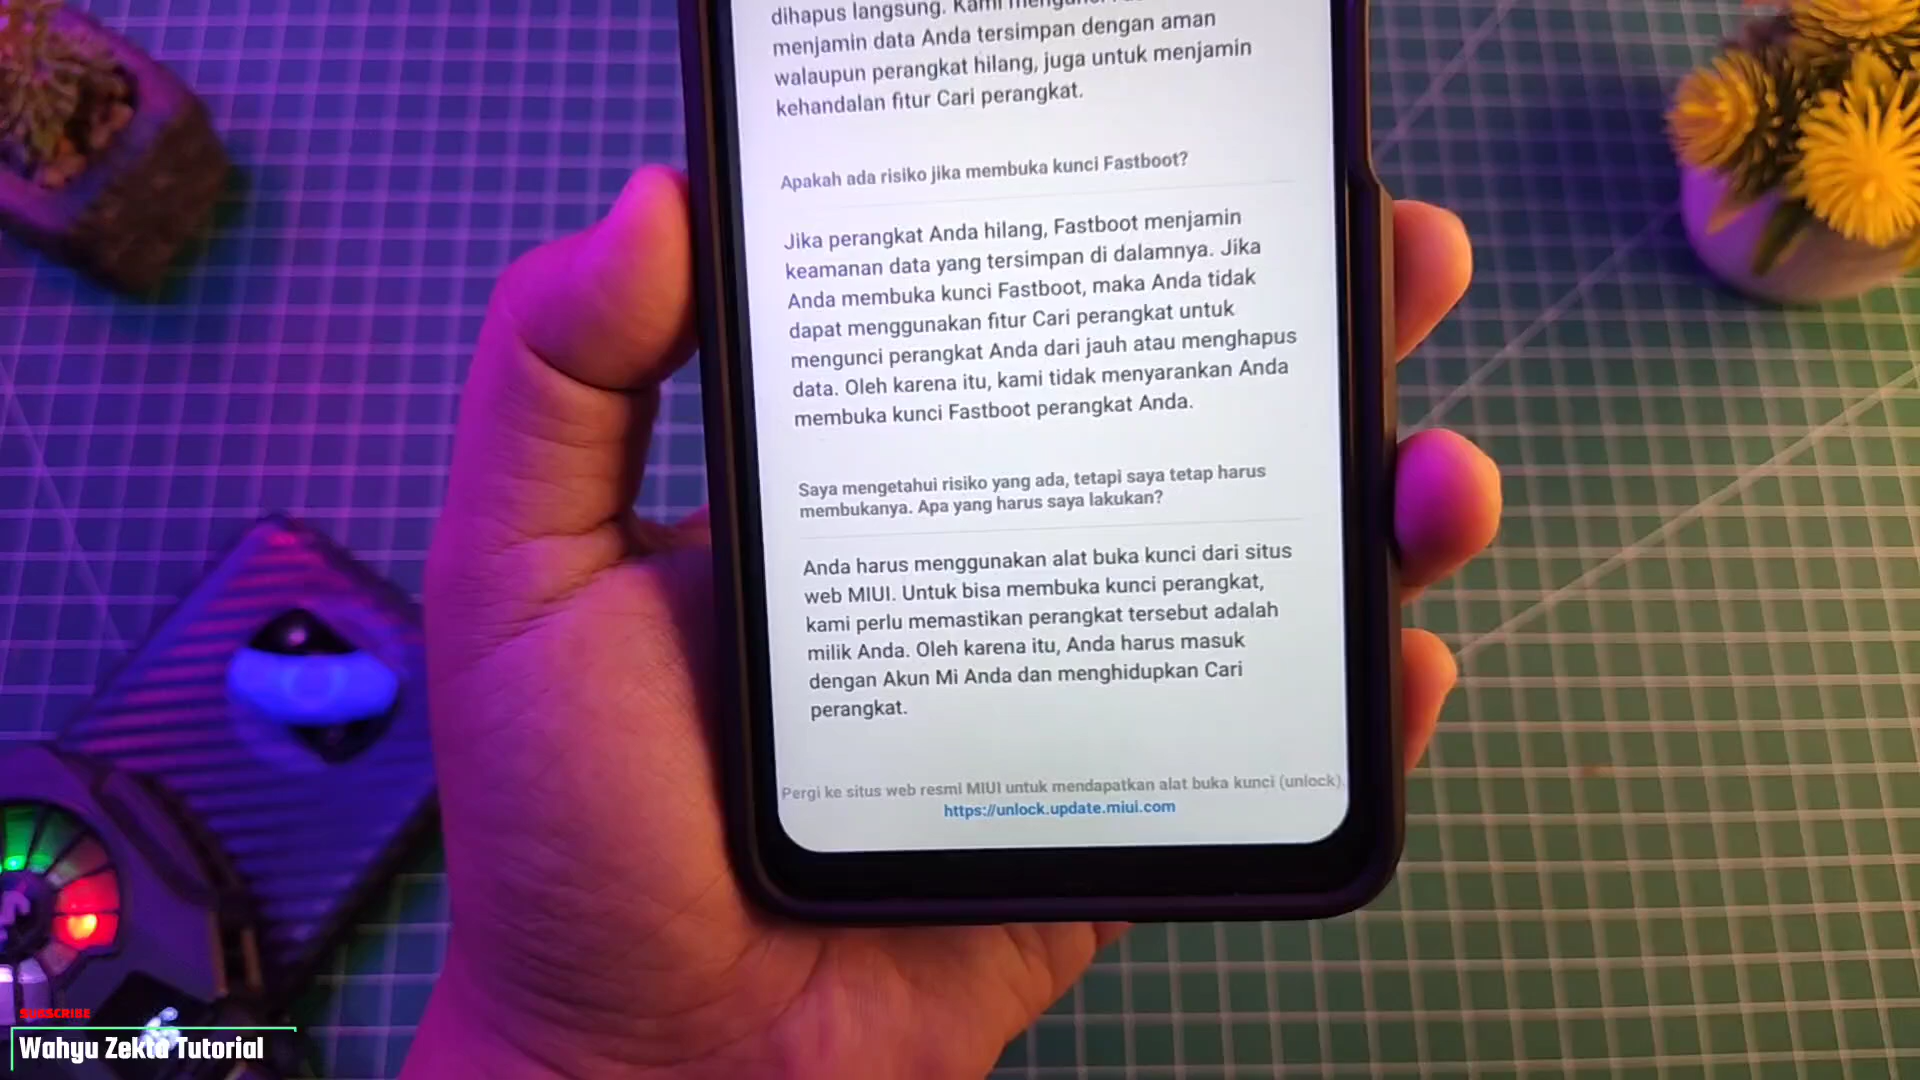 dihapus langsung. Kami
menjamin data Anda tersimpan dengan aman
walaupun perangkat hilang, juga untuk menjamin
kehandalan fitur Cari perangkat.
Apakah ada risiko jika membuka kunci Fastboot?
Jika perangkat Anda hilang, Fastboot menjamin
keamanan data yang tersimpan di dalamnya. Jika
Anda membuka kunci Fastboot, maka Anda tidak
dapat menggunakan fitur Cari perangkat untuk
mengunci perangkat Anda dari jauh atau menghapus
data. Oleh karena itu, kami tidak menyarankan Anda
membuka kunci Fastboot perangkat Anda.
Saya mengetahui risiko yang ada, tetapi saya tetap harus
membukanya. Apa yang harus saya lakukan?
Anda harus menggunakan alat buka kunci dari situs
web MIUI. Untuk bisa membuka kunci perangkat,
kami perlu memastikan perangkat tersebut adalah
milik Anda. Oleh karena itu, Anda harus masuk
dengan Akun Mi Anda dan menghidupkan Cari
perangkat.
Pergi ke situs web resmi MIUI untuk mendapatkan alat buka kunci (unlock).
https://unlock.update.miui.com
SUBSCRIBE
Wahyu Zekta Tutorial